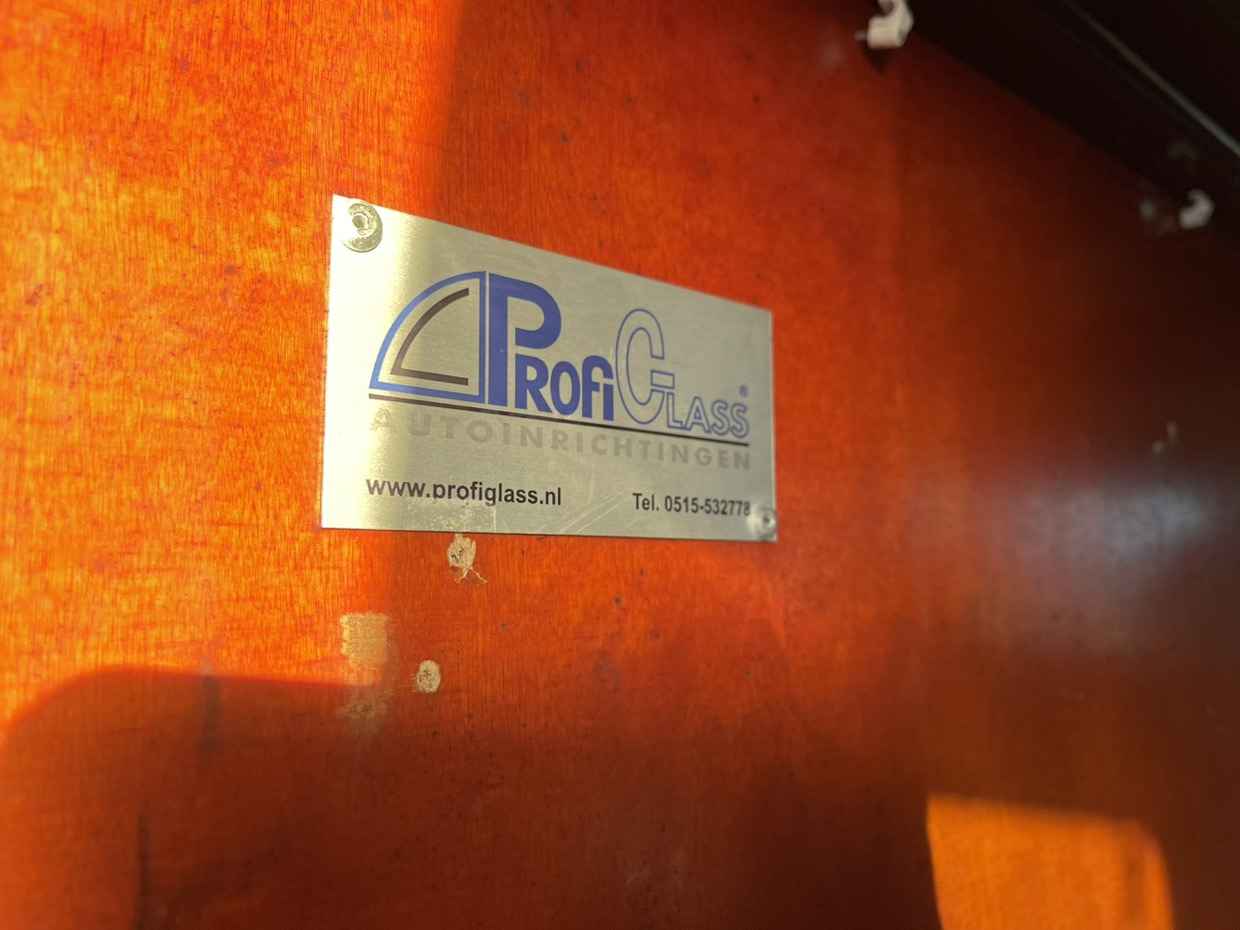 PROFIGLASS®
AUTOINRICHTINGEN
www.profiglass.nl Tel. 0515-532778